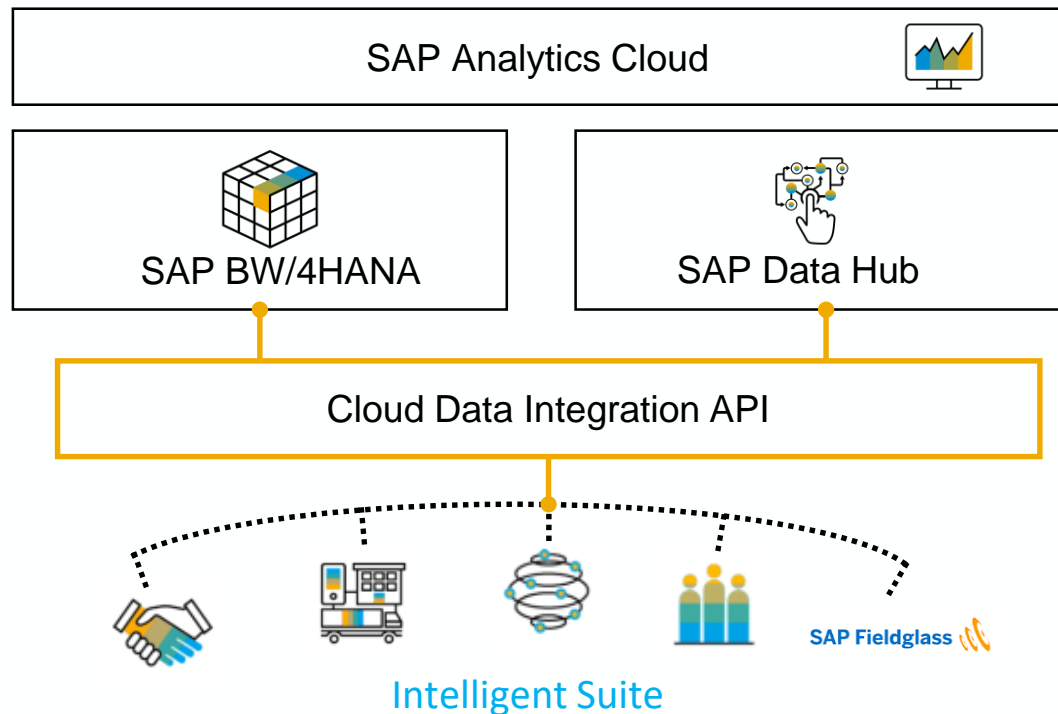 SAP Analytics Cloud
SAP BW/4HANA
SAP Data Hub
Cloud Data Integration API
SAP Fieldglass
Intelligent Suite